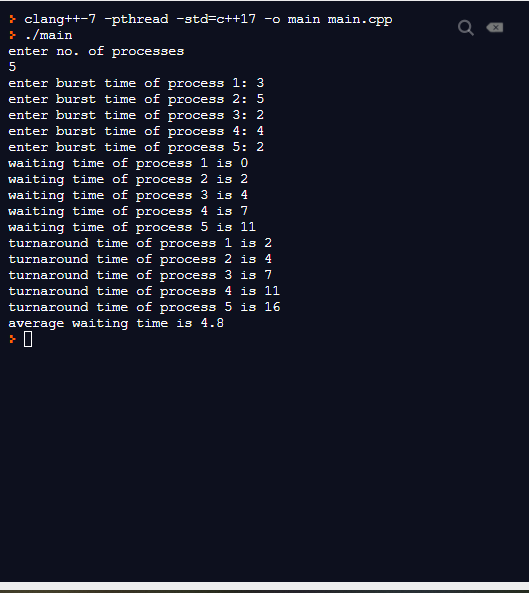 > clang++-7 -pthread -std=c++17 -o main main.cpp
> ./main
enter no. of processes
5
enter burst time of process 1: 3
enter burst time of process 2: 5
enter burst time of process 3: 2
enter burst time of process 4: 4
enter burst time of process 5: 2
waiting time of process 1 is 0
waiting time of process 2 is 2
waiting time of process 3 is 4
waiting time of process 4 is 7
waiting time of process 5 is 11
turnaround time of process 1 is 2
turnaround time of process 2 is 4
turnaround time of process 3 is 7
turnaround time of process 4 is 11
turnaround time of process 5 is 16
average waiting time is 4.8
>